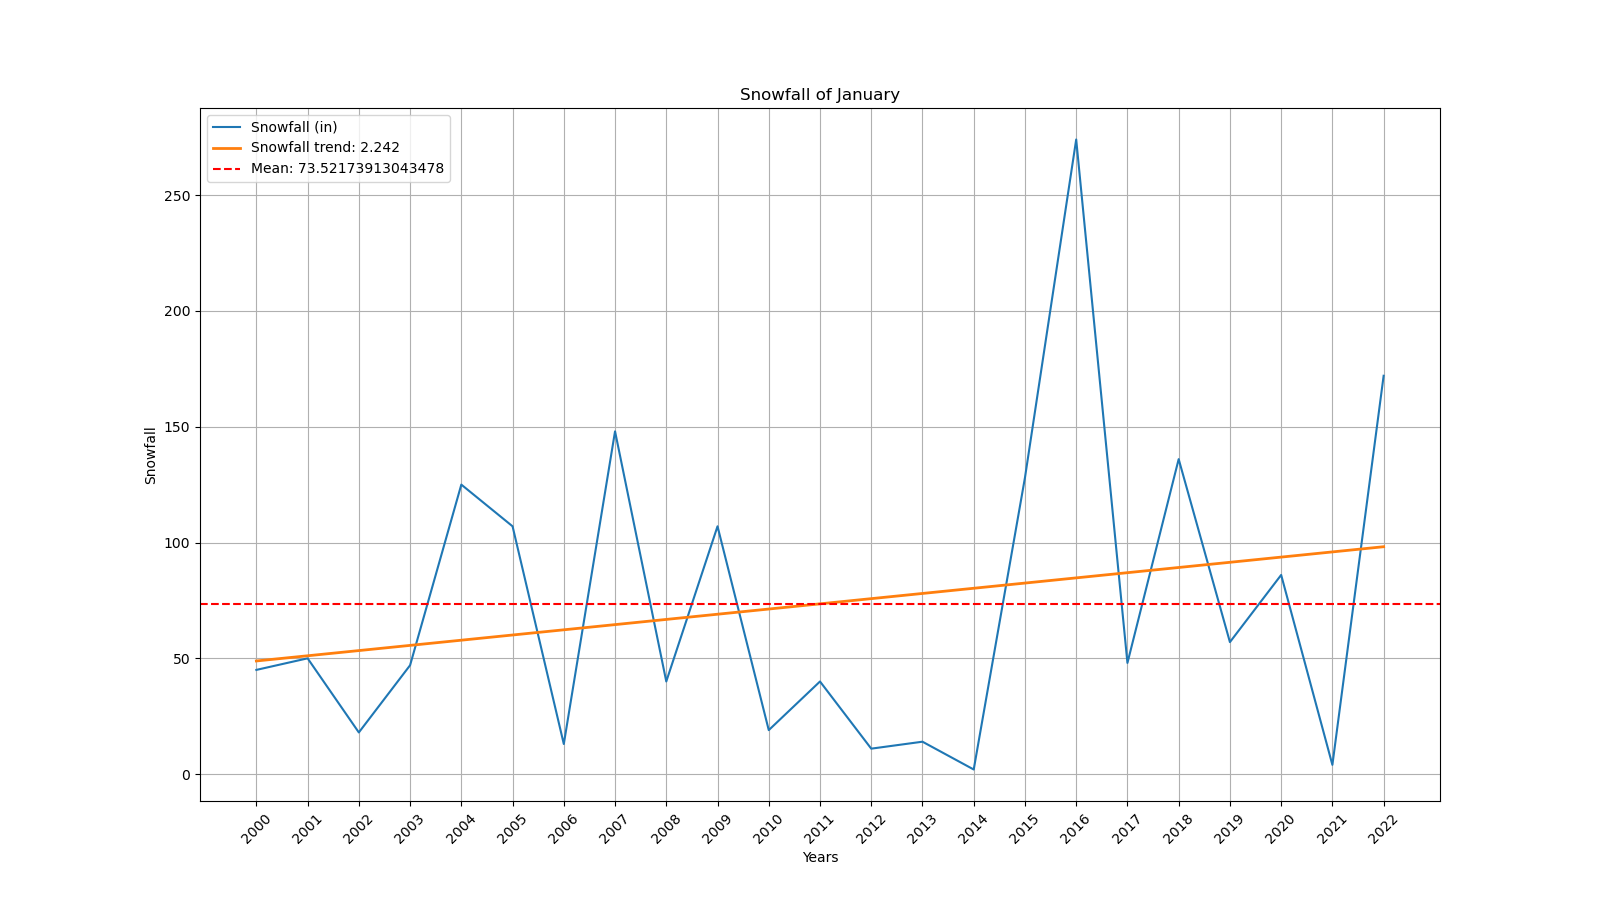 Snowfall of January
Snowfall (in)
Snowfall trend: 2.242
Mean: 73.52173913043478
250
200
150
100
50
0
Snowfall
2000 2001 2002 2003 2004 2005 2006 2007 2008 2009 2010 2011 2012 2013 2014 2015 2016 2017 2018 2019 2020 2021 2022
Years